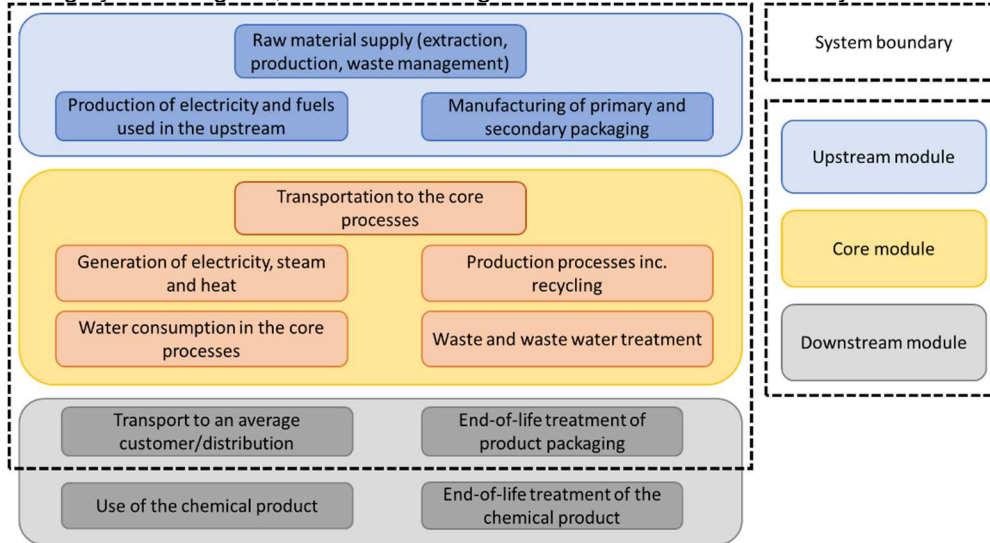 Raw material supply (extraction,
production, waste management)
Production of electricity and fuels
used in the upstream
Manufacturing of primary and
secondary packaging
Transportation to the core
processes
Generation of electricity, steam
and heat
Production processes inc.
recycling
Water consumption in the core
processes
Waste and waste water treatment
Transport to an average
customer/distribution
End-of-life treatment of
product packaging
Use of the chemical product
End-of-life treatment of the
chemical product
System boundary
Upstream module
Core module
Downstream module